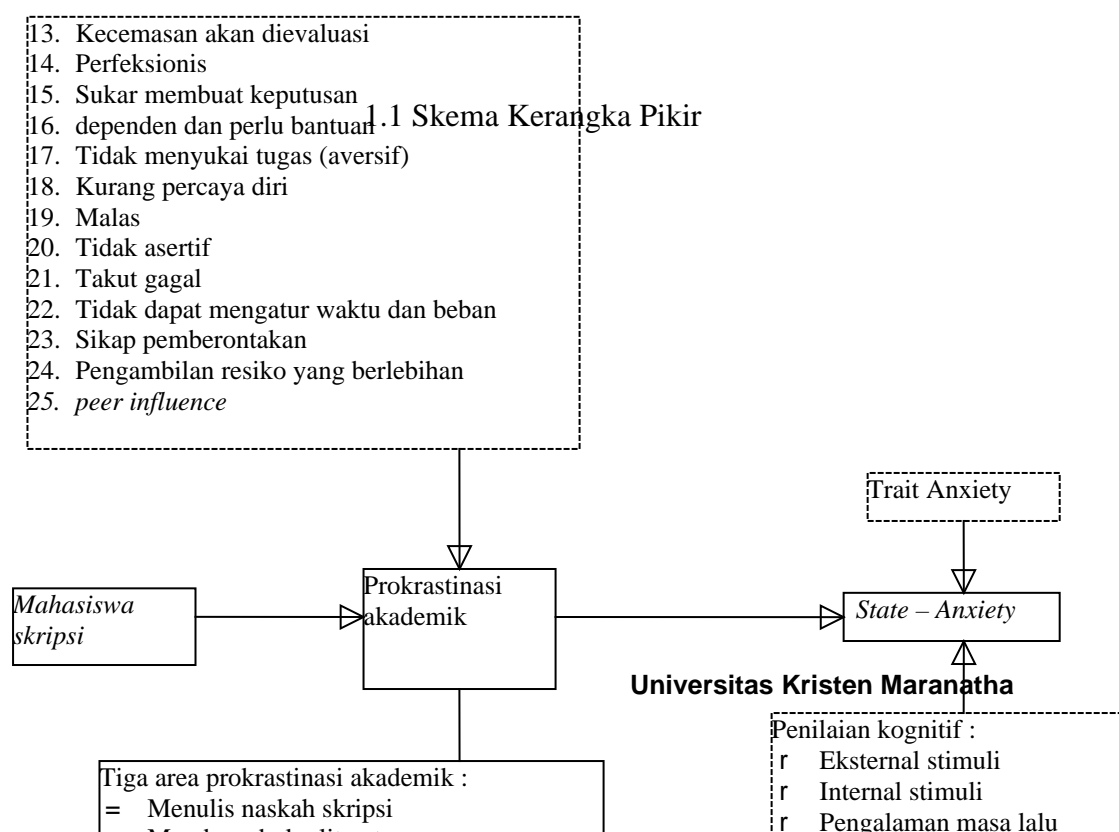 13. Kecemasan akan dievaluasi
14. Perfeksionis
15. Sukar membuat keputusan
16. dependen dan perlu bantuan
17. Tidak menyukai tugas (aversif)
18. Kurang percaya diri
19. Malas
20. Tidak asertif
21. Takut gagal
22. Tidak dapat mengatur waktu dan beban
23. Sikap pemberontakan
24. Pengambilan resiko yang berlebihan
25. peer influence
1.1 Skema Kerangka Pikir
Trait Anxiety
Mahasiswa
skripsi
Prokrastinasi
akademik
State – Anxiety
Universitas Kristen Maranatha
Tiga area prokrastinasi akademik :
= Menulis naskah skripsi
Penilaian kognitif :
r Eksternal stimuli
r Internal stimuli
r Pengalaman masa lalu